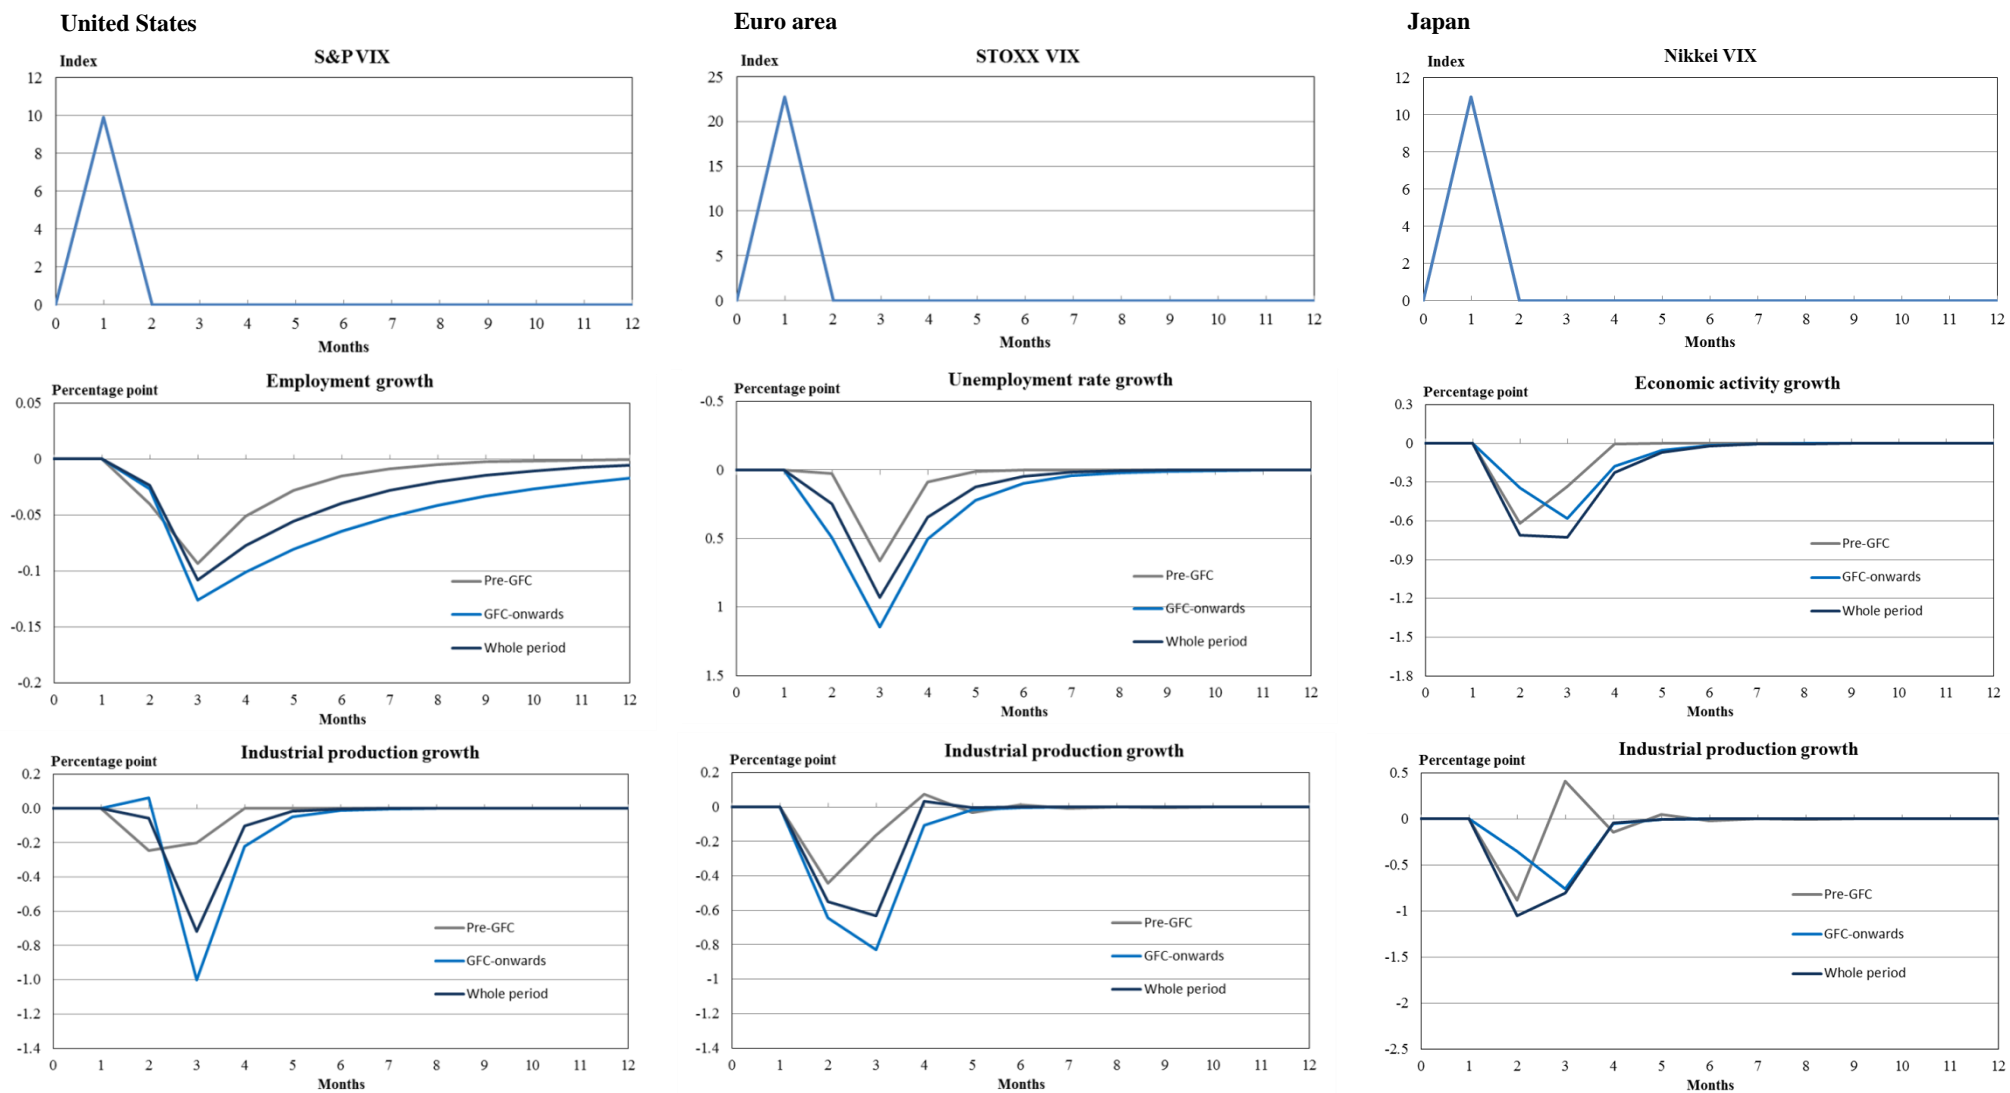 United States
Euro area
Japan
Index
S&P VIX
12
10
8
6
4
2
0
0 1 2 3 4 5 6 7 8 9 10 11 12
Months
Index
STOXX VIX
25
20
15
10
5
0
0 1 2 3 4 5 6 7 8 9 10 11 12
Months
Index
Nikkei VIX
12
10
8
6
4
2
0
0 1 2 3 4 5 6 7 8 9 10 11 12
Months
Percentage point
Employment growth
0.05
0
-0.05
-0.1
-0.15
-0.2
Pre-GFC
GFC-onwards
Whole period
0 1 2 3 4 5 6 7 8 9 10 11 12
Months
Percentage point
Unemployment rate growth
-0.5
0
0.5
1
1.5
Pre-GFC
GFC-onwards
Whole period
0 1 2 3 4 5 6 7 8 9 10 11 12
Months
Percentage point
Economic activity growth
0.3
0
-0.3
-0.6
-0.9
-1.2
-1.5
-1.8
Pre-GFC
GFC-onwards
Whole period
0 1 2 3 4 5 6 7 8 9 10 11 12
Months
Percentage point
Industrial production growth
0.2
0.0
-0.2
-0.4
-0.6
-0.8
-1.0
-1.2
-1.4
Pre-GFC
GFC-onwards
Whole period
0 1 2 3 4 5 6 7 8 9 10 11 12
Months
Percentage point
Industrial production growth
0.2
0
-0.2
-0.4
-0.6
-0.8
-1
-1.2
-1.4
Pre-GFC
GFC-onwards
Whole period
0 1 2 3 4 5 6 7 8 9 10 11 12
Months
Percentage point
Industrial production growth
0.5
0
-0.5
-1
-1.5
-2
-2.5
Pre-GFC
GFC-onwards
Whole period
0 1 2 3 4 5 6 7 8 9 10 11 12
Months